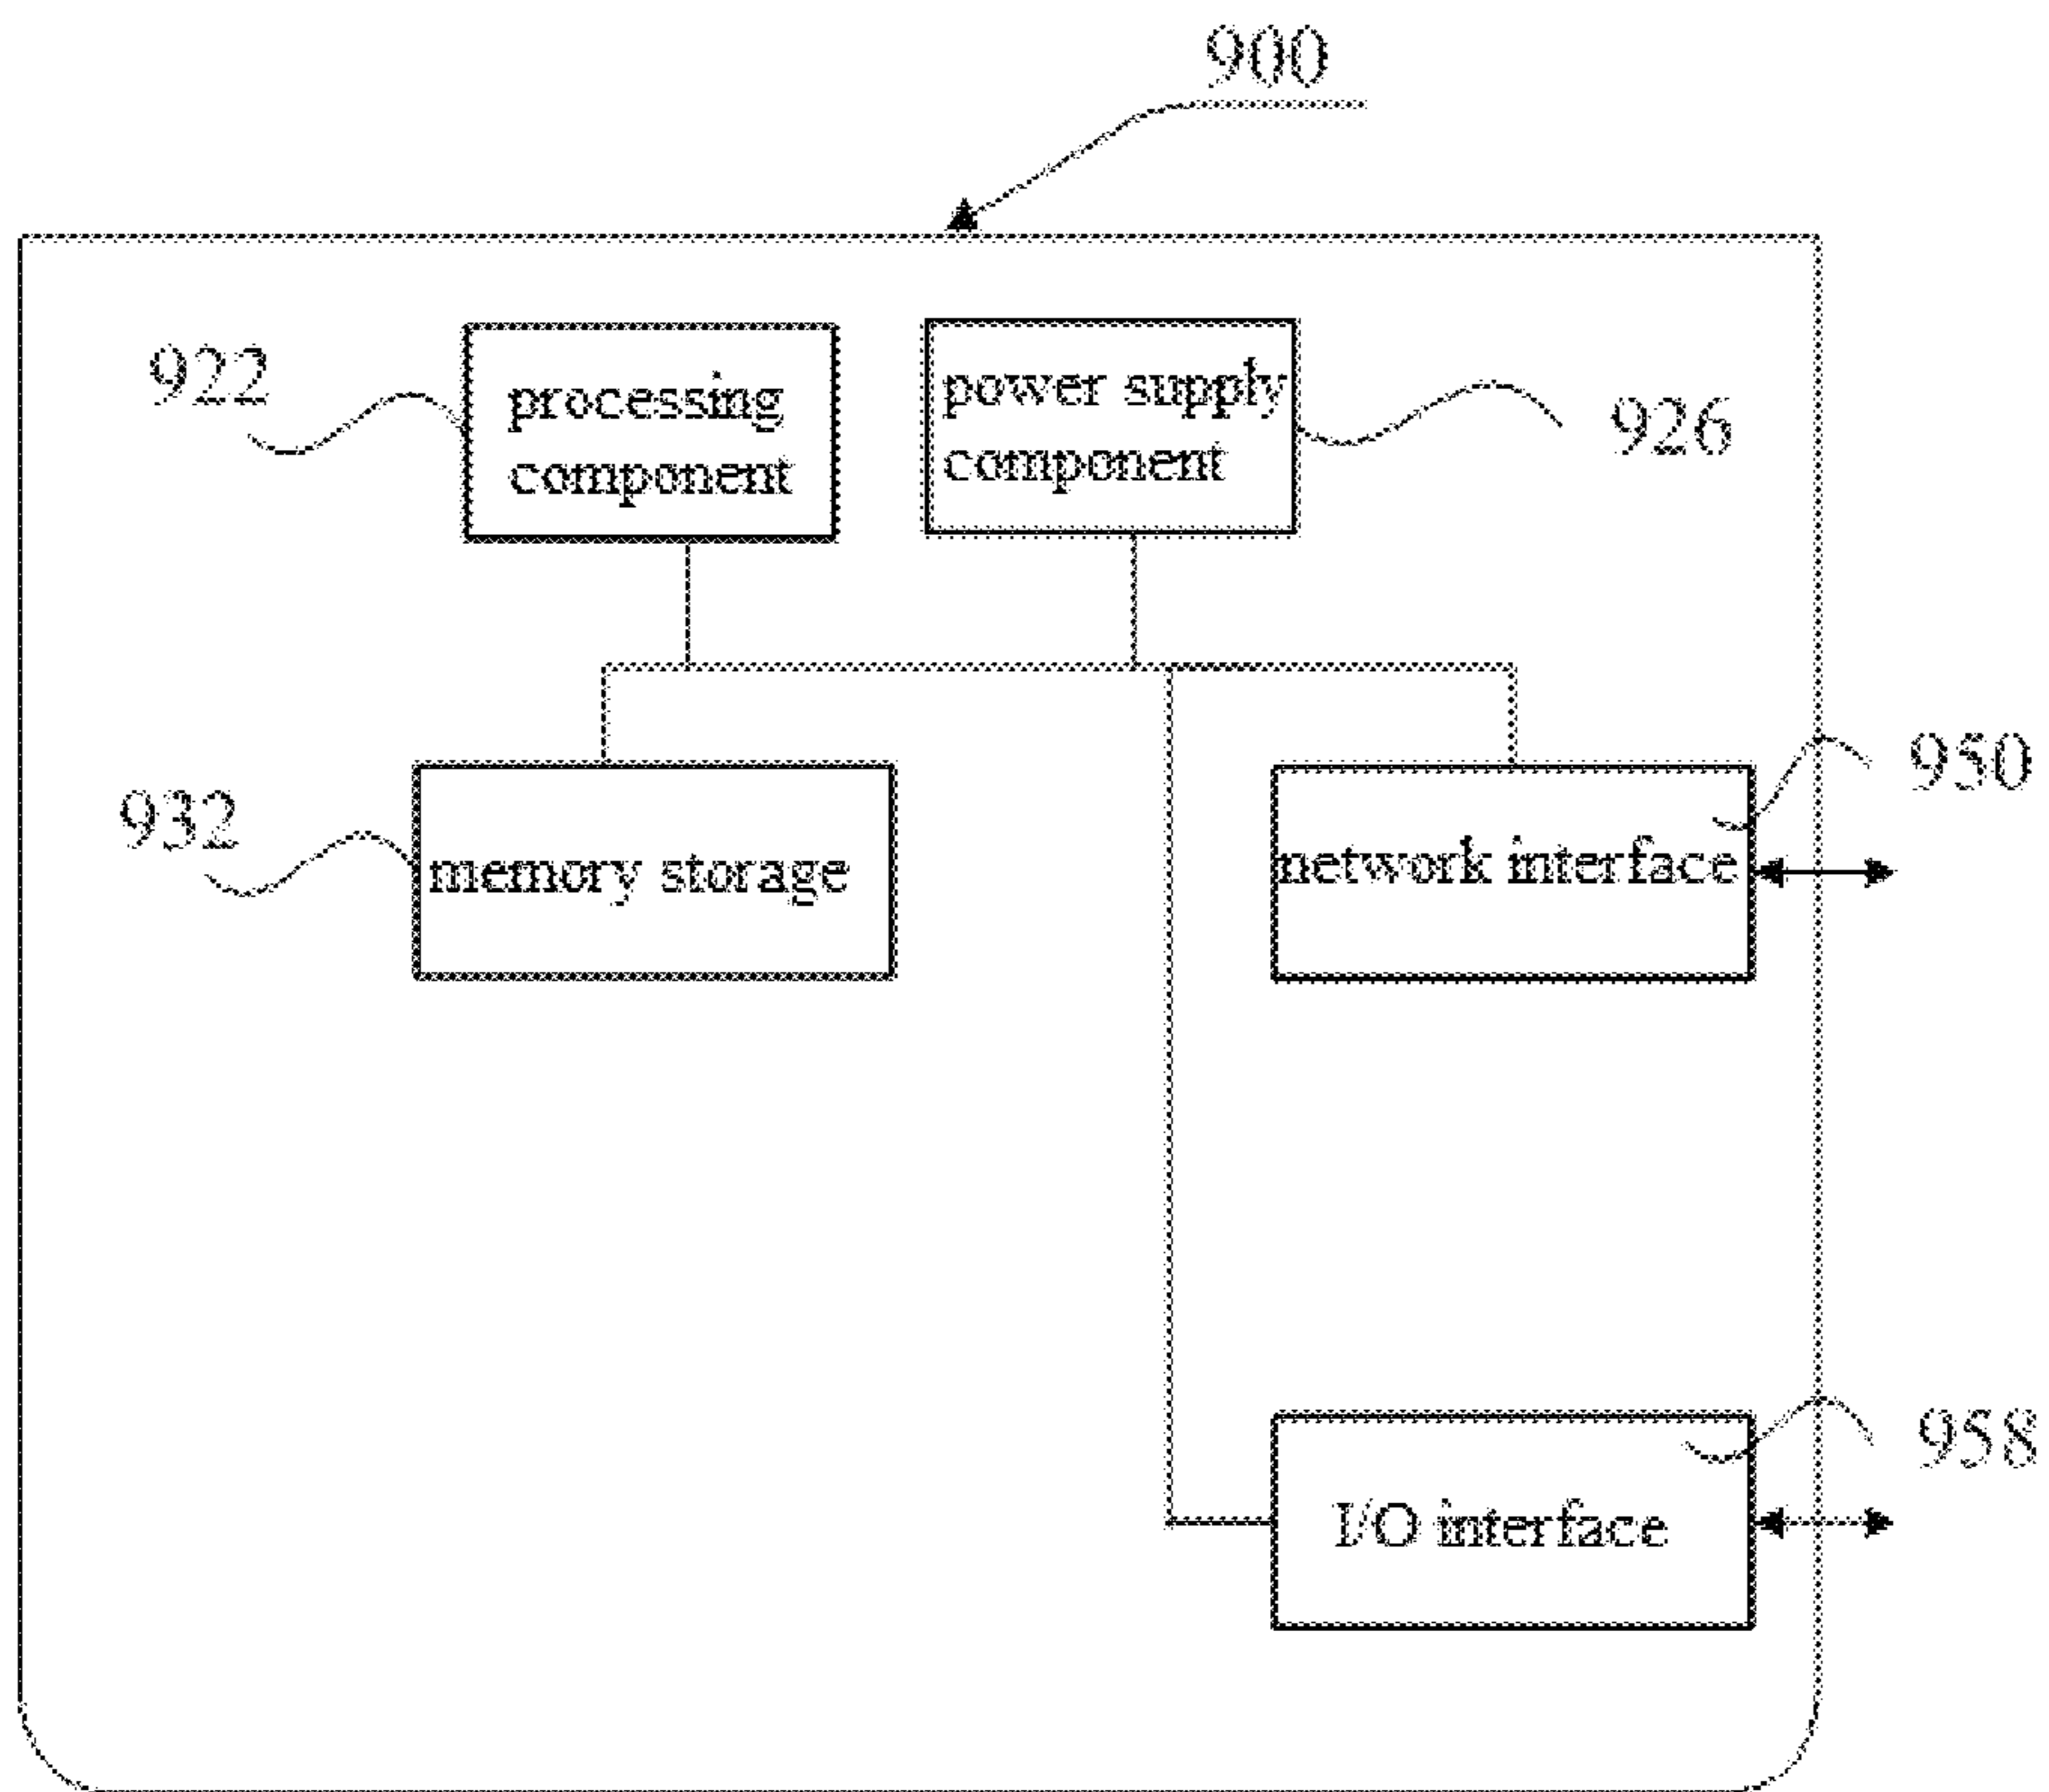 900
922
processing
component
power supply
component
926
932
memory storage
network interface
950
I/O interface
958